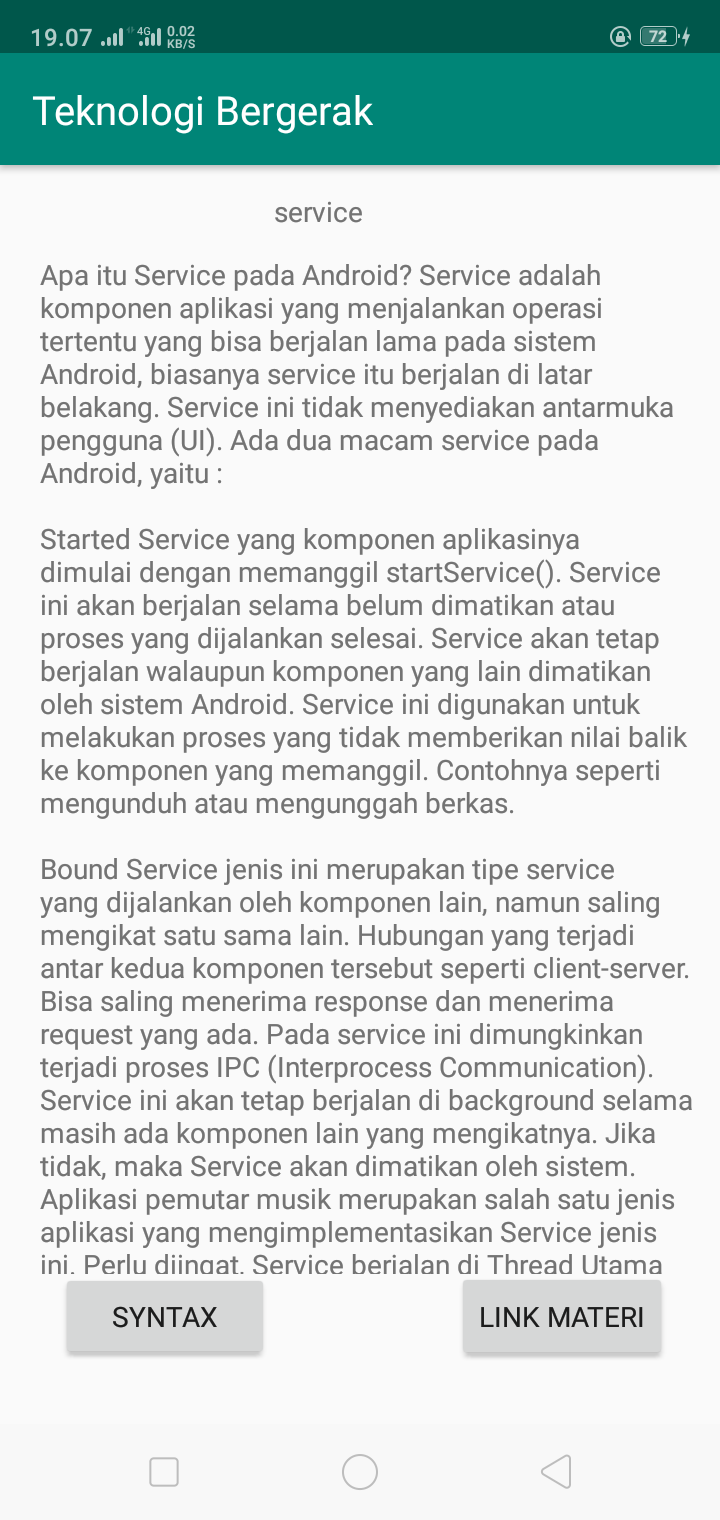 19.07 4G 0.02 KB/S 72
Teknologi Bergerak
service
Apa itu Service pada Android? Service adalah
komponen aplikasi yang menjalankan operasi
tertentu yang bisa berjalan lama pada sistem
Android, biasanya service itu berjalan di latar
belakang. Service ini tidak menyediakan antarmuka
pengguna (UI). Ada dua macam service pada
Android, yaitu :
Started Service yang komponen aplikasinya
dimulai dengan memanggil startService(). Service
ini akan berjalan selama belum dimatikan atau
proses yang dijalankan selesai. Service akan tetap
berjalan walaupun komponen yang lain dimatikan
oleh sistem Android. Service ini digunakan untuk
melakukan proses yang tidak memberikan nilai balik
ke komponen yang memanggil. Contohnya seperti
mengunduh atau mengunggah berkas.
Bound Service jenis ini merupakan tipe service
yang dijalankan oleh komponen lain, namun saling
mengikat satu sama lain. Hubungan yang terjadi
antar kedua komponen tersebut seperti client-server.
Bisa saling menerima response dan menerima
request yang ada. Pada service ini dimungkinkan
terjadi proses IPC (Interprocess Communication).
Service ini akan tetap berjalan di background selama
masih ada komponen lain yang mengikatnya. Jika
tidak, maka Service akan dimatikan oleh sistem.
Aplikasi pemutar musik merupakan salah satu jenis
aplikasi yang mengimplementasikan Service jenis
ini. Perlu diingat, Service berjalan di Thread Utama
SYNTAX
LINK MATERI